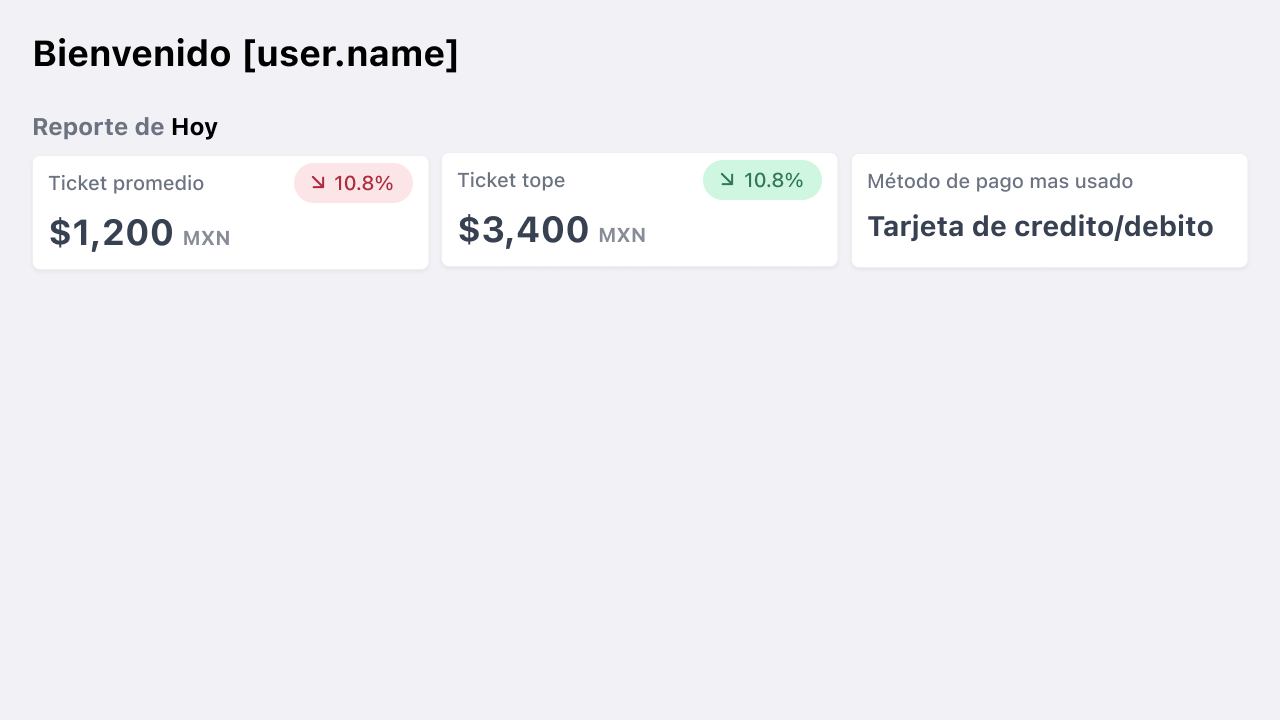 Bienvenido [user.name]
Reporte de Hoy
Ticket promedio
10.8%
$1,200 MXN
Ticket tope
10.8%
$3,400 MXN
Método de pago mas usado
Tarjeta de credito/debito